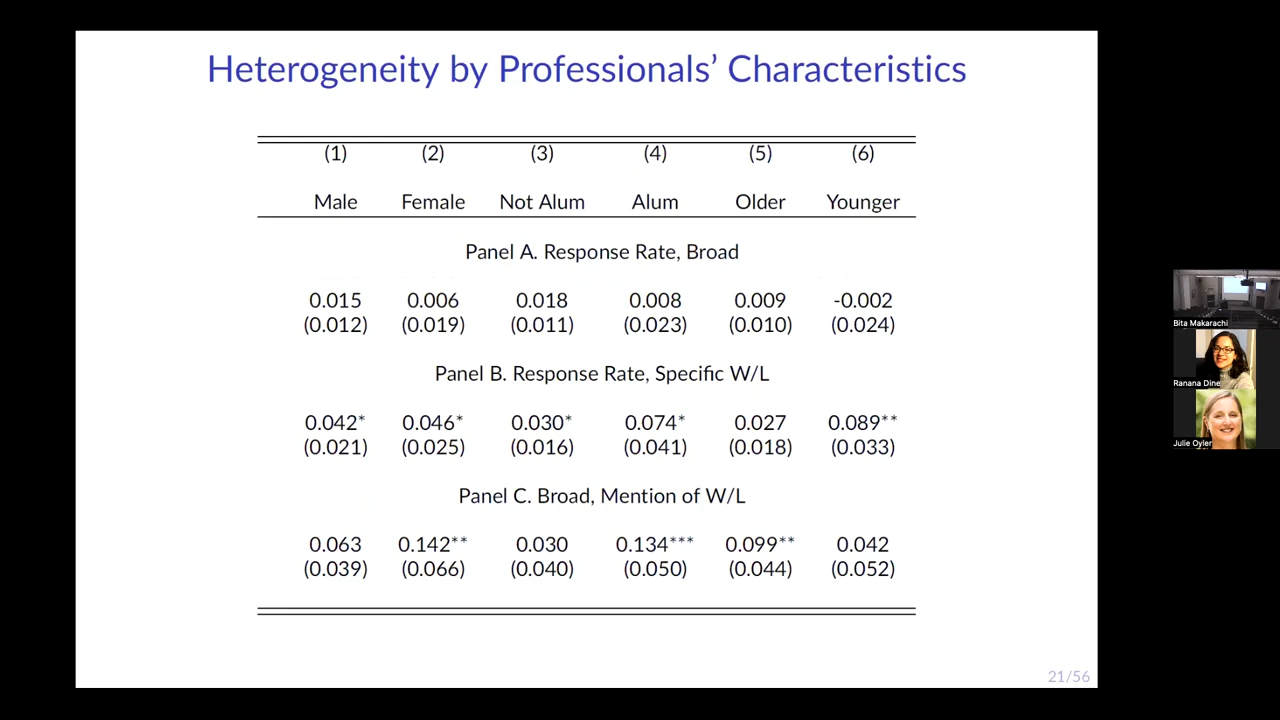 Heterogeneity by Professionals' Characteristics
(1) (2) (3) (4) (5) (6)
Male Female Not Alum Alum Older Younger
Panel A. Response Rate, Broad
0.015 0.006 0.018 0.008 0.009 -0.002
(0.012) (0.019) (0.011) (0.023) (0.010) (0.024)
Panel B. Response Rate, Specific W/L
0.042* 0.046* 0.030* 0.074* 0.027 0.089**
(0.021) (0.025) (0.016) (0.041) (0.018) (0.033)
Panel C. Broad, Mention of W/L
0.063 0.142** 0.030 0.134*** 0.099** 0.042
(0.039) (0.066) (0.040) (0.050) (0.044) (0.052)
21/56
Bita Makarachi
Ranana Dine
Julie Oyler